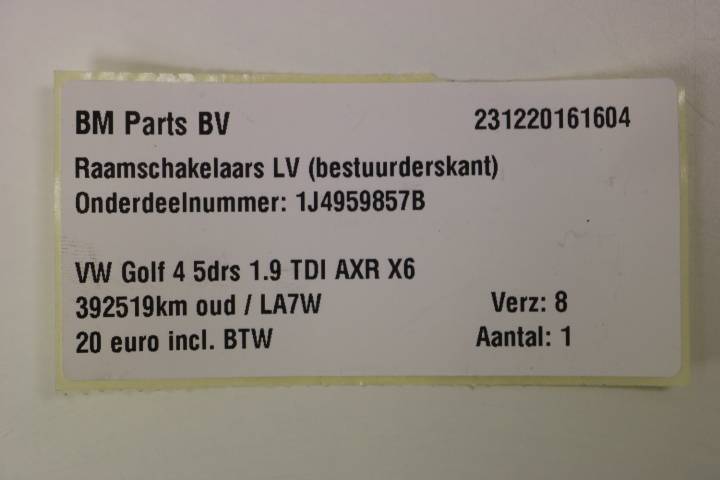 BM Parts BV 231220161604
Raamschakelaars LV (bestuurderskant)
Onderdeelnummer: 1J4959857B
VW Golf 4 5drs 1.9 TDI AXR X6
392519km oud / LA7W Verz: 8
20 euro incl. BTW Aantal: 1